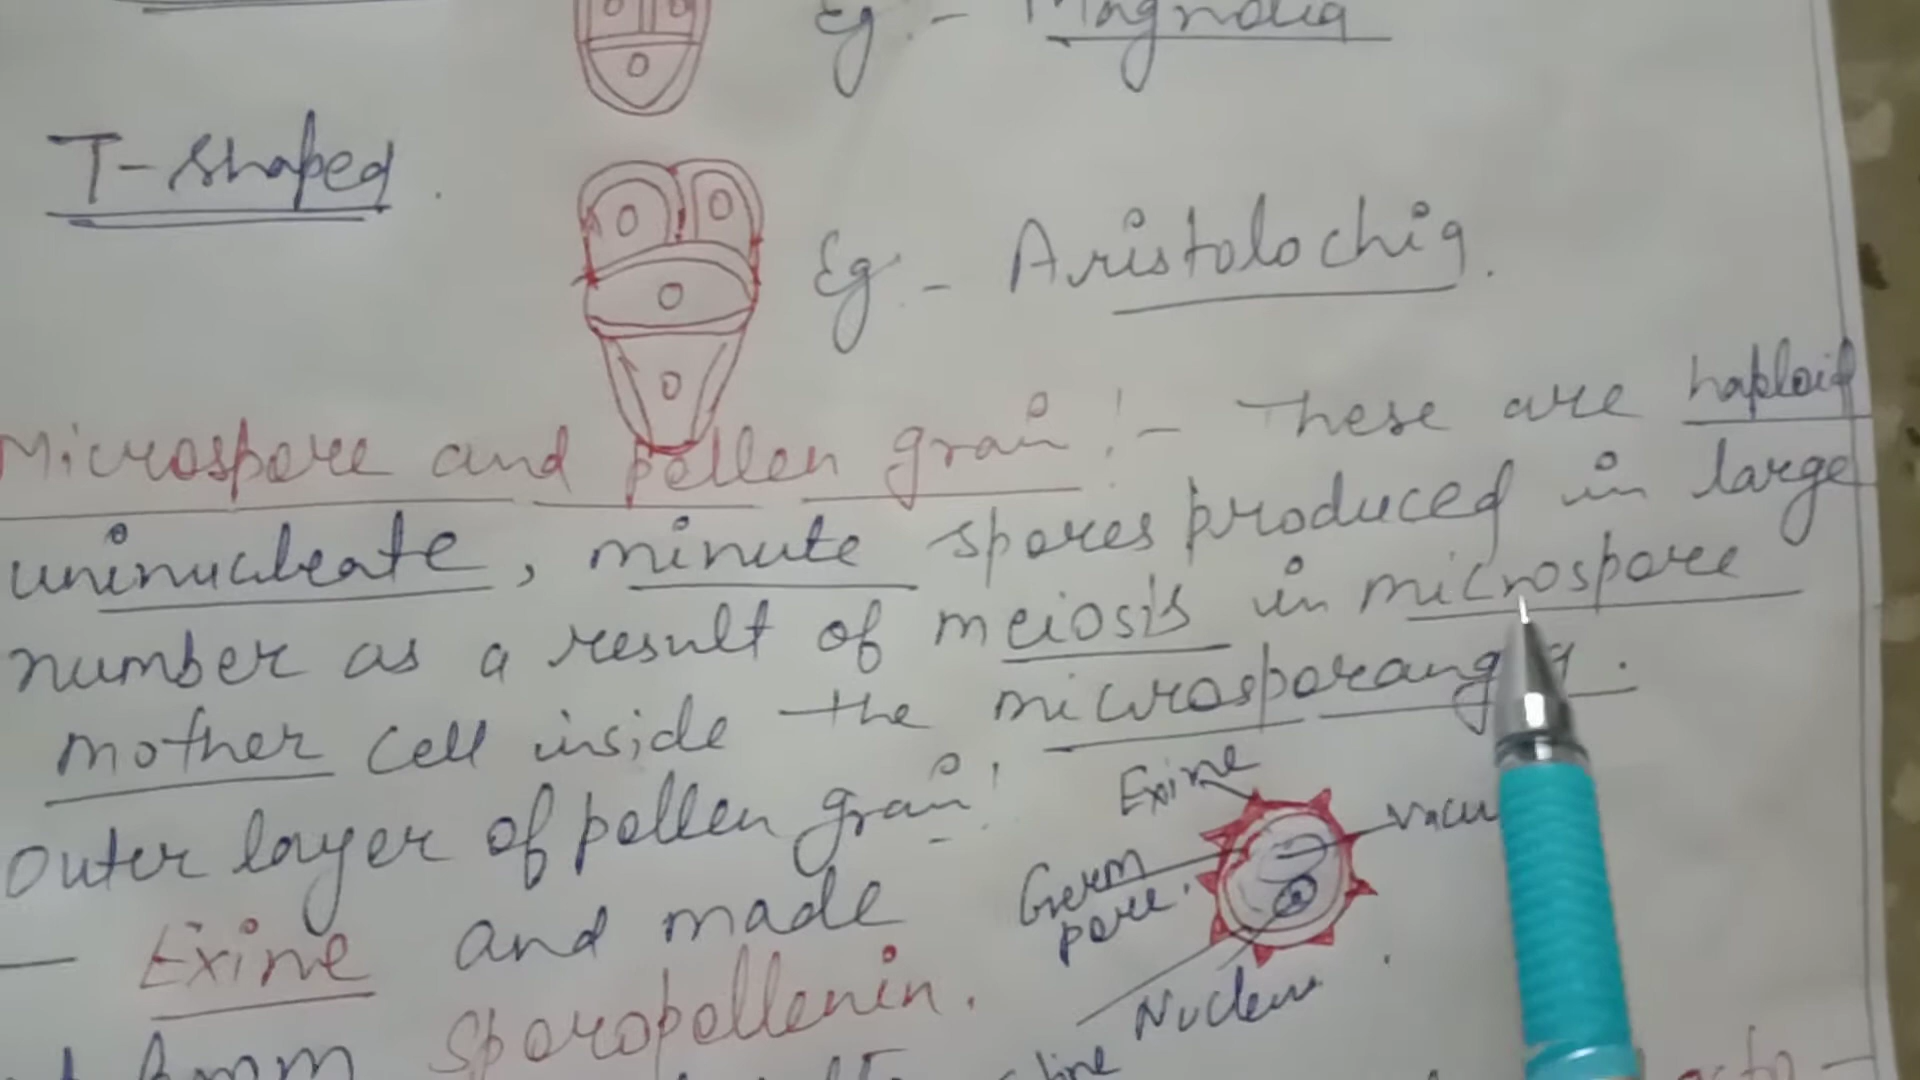 Eg.- Magnolia
T-shaped.
Eg.- Aristolochia.
Microspore and pollen grain!- These are haploid
uninucleate, minute spores produced in large
number as a result of meiosis in microspore
mother cell inside the microsporangia.
Outer layer of pollen grain!
Exine
vacu
Germ
pore.
- Exine and made
Nucleus
sporopollenin.